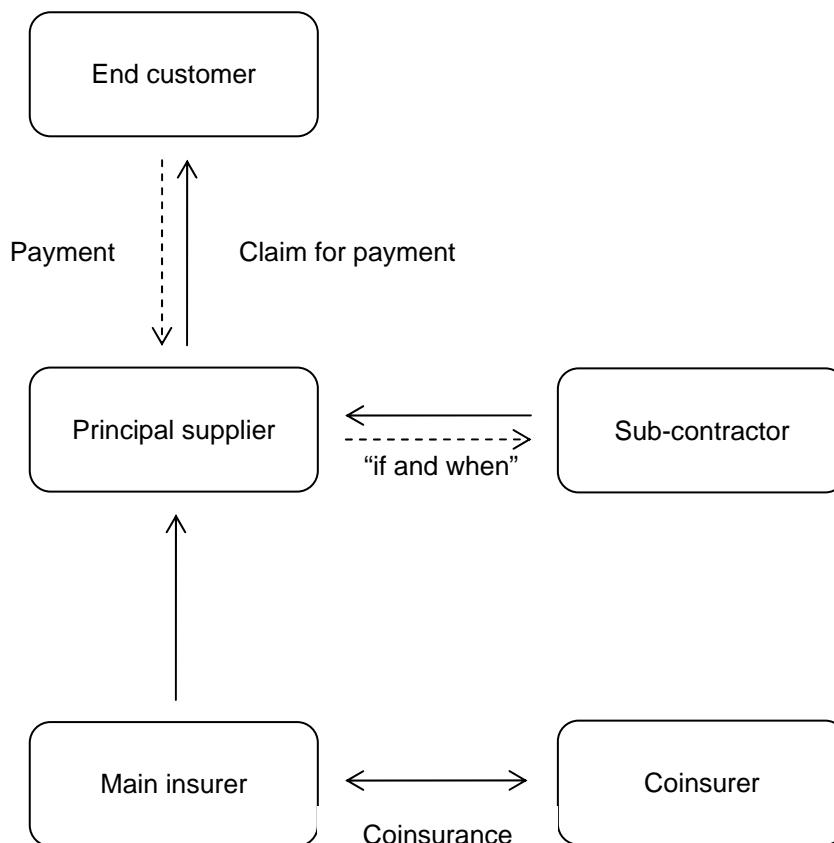 End customer
Payment
Claim for payment
Principal supplier
Sub-contractor
“if and when”
Main insurer
Coinsurer
Coinsurance